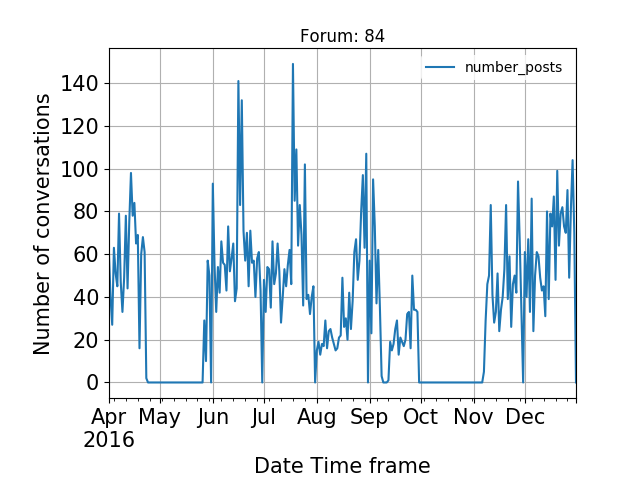 Forum: 84
number_posts
Number of conversations
140
120
100
80
60
40
20
0
Apr May Jun Jul Aug Sep Oct Nov Dec
2016
Date Time frame